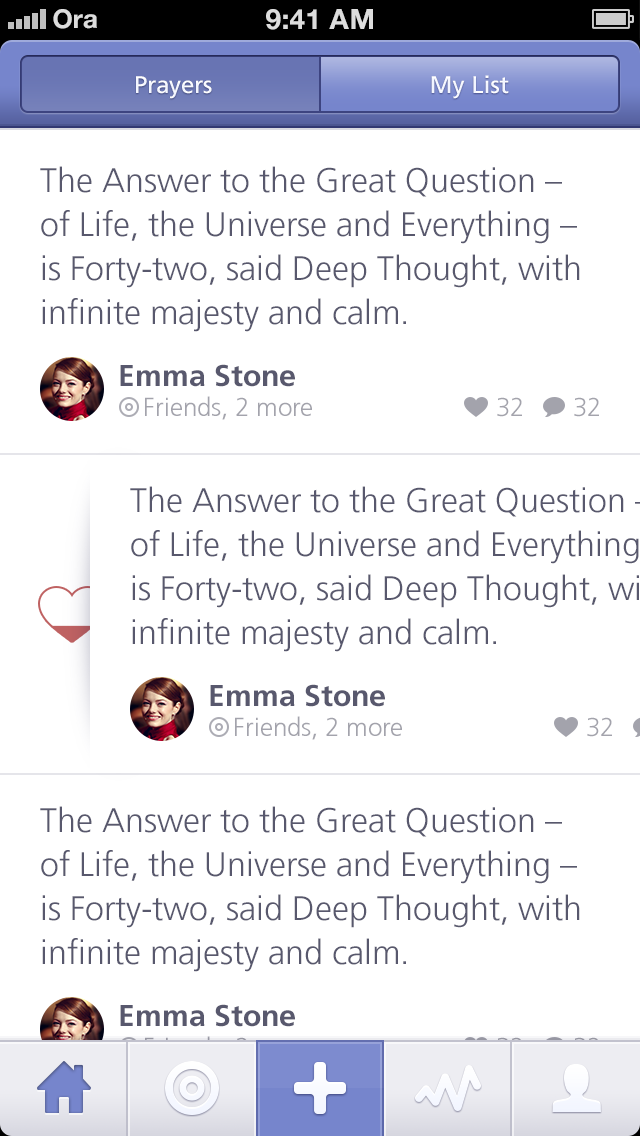 Ora 9:41 AM
Prayers My List
The Answer to the Great Question –
of Life, the Universe and Everything –
is Forty-two, said Deep Thought, with
infinite majesty and calm.
Emma Stone
Friends, 2 more 32 32
The Answer to the Great Question -
of Life, the Universe and Everything
is Forty-two, said Deep Thought, wi
infinite majesty and calm.
Emma Stone
Friends, 2 more 32
The Answer to the Great Question –
of Life, the Universe and Everything –
is Forty-two, said Deep Thought, with
infinite majesty and calm.
Emma Stone